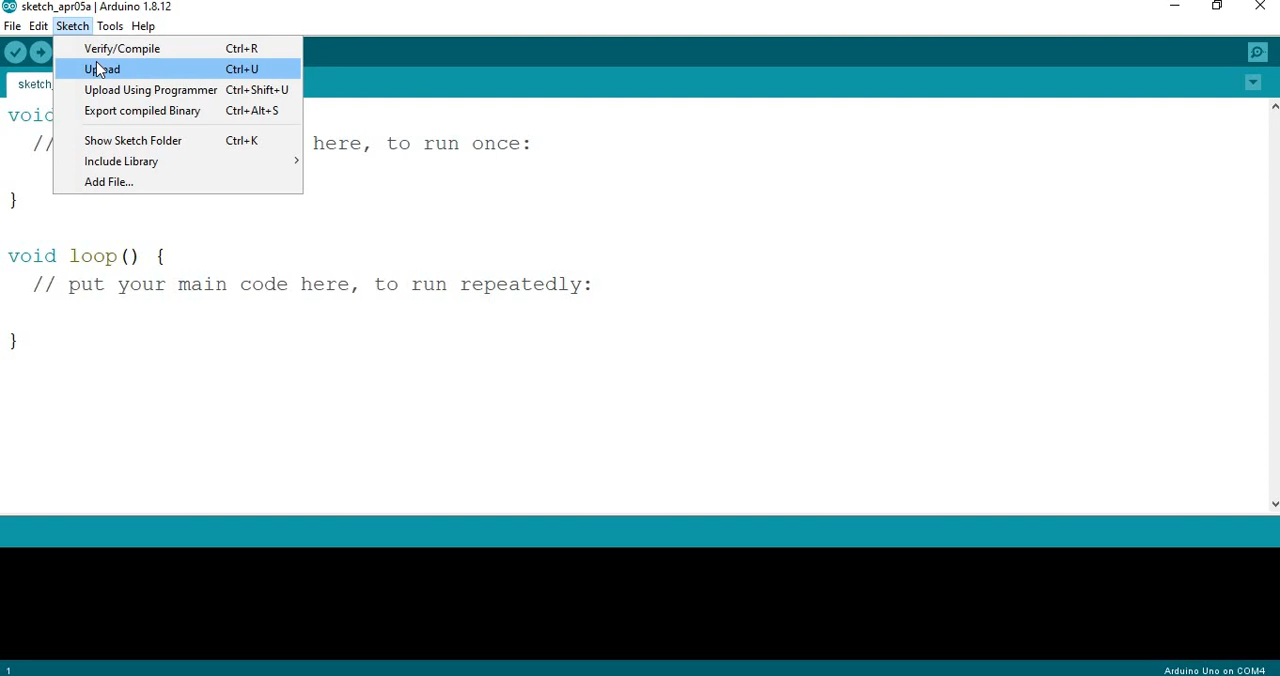 sketch_apr05a | Arduino 1.8.12
File Edit Sketch Tools Help
Verify/Compile Ctrl+R
Upload Ctrl+U
Upload Using Programmer Ctrl+Shift+U
Export compiled Binary Ctrl+Alt+S
Show Sketch Folder Ctrl+K
Include Library
Add File...
sketch_
void
// here, to run once:
}
void loop() {
// put your main code here, to run repeatedly:
}
1 Arduino Uno on COM4